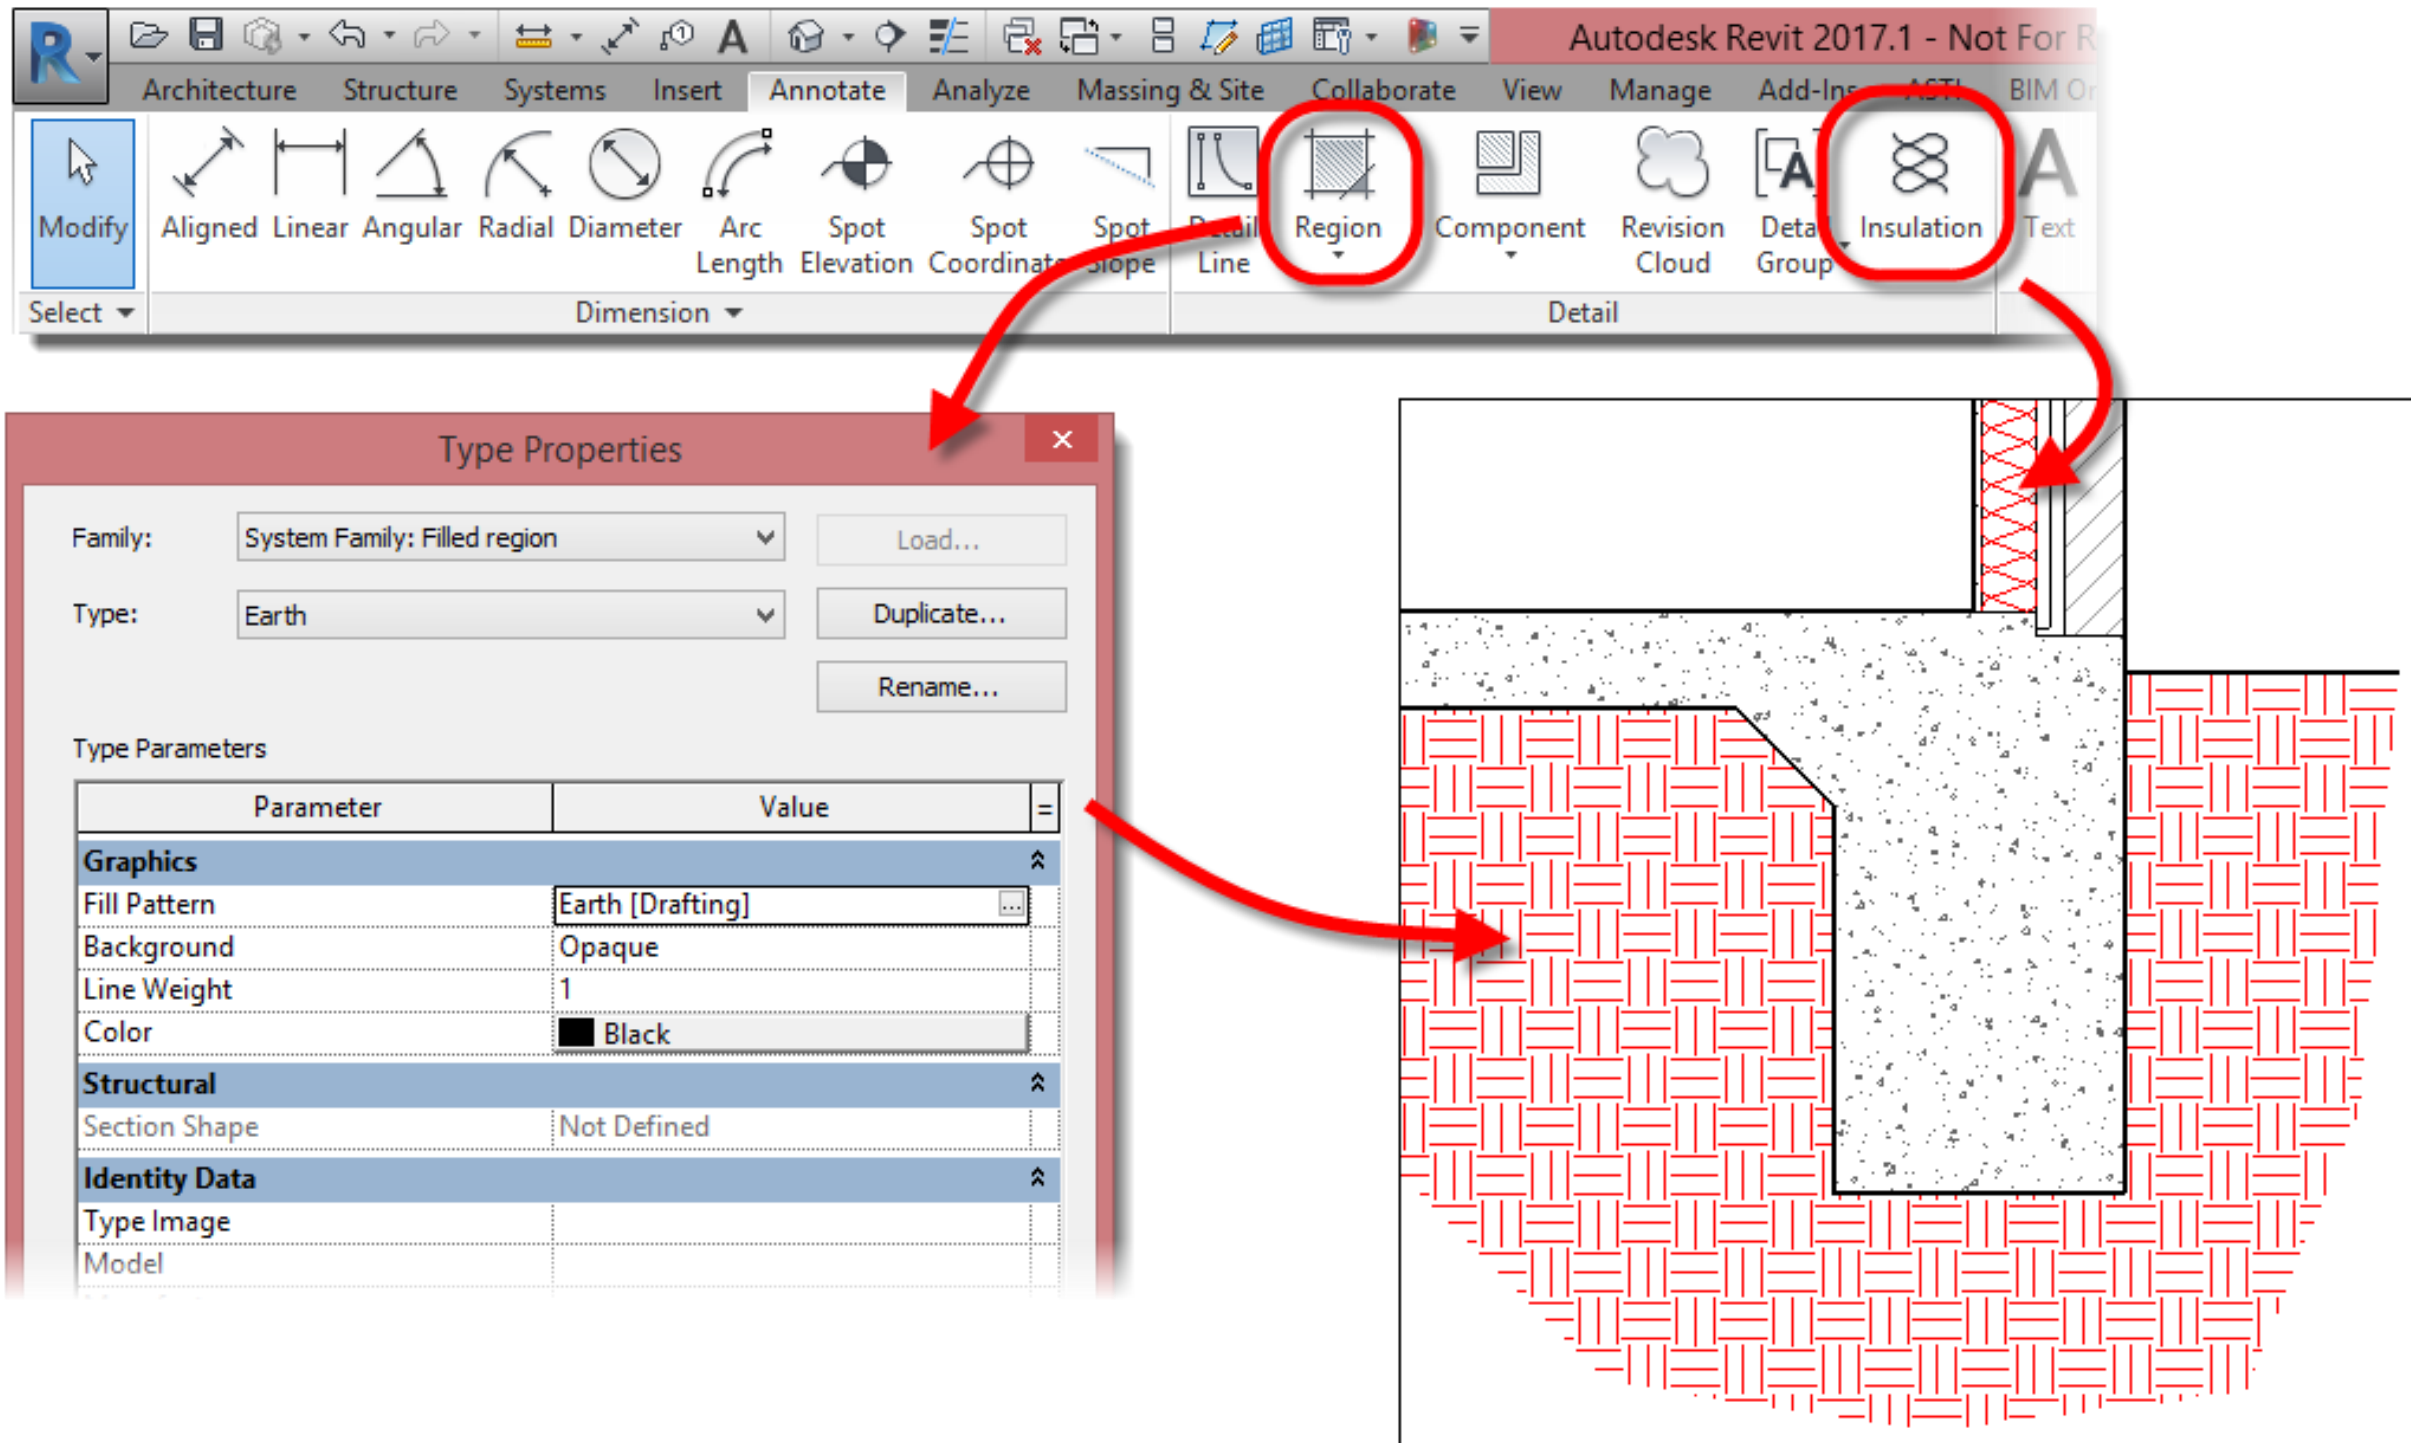 Autodesk Revit 2017.1 - Not For R
Architecture Structure Systems Insert Annotate Analyze Massing & Site Collaborate View Manage Add-Ins BIM Or
Modify Aligned Linear Angular Radial Diameter Arc Length Spot Elevation Spot Coordinate Spot Slope Detail Line Region Component Revision Cloud Detail Group Insulation Text
Select Dimension Detail
Type Properties
Family: System Family: Filled region Load...
Type: Earth Duplicate...
Rename...
Type Parameters
Parameter Value =
Graphics
Fill Pattern Earth [Drafting] ...
Background Opaque
Line Weight 1
Color Black
Structural
Section Shape Not Defined
Identity Data
Type Image
Model